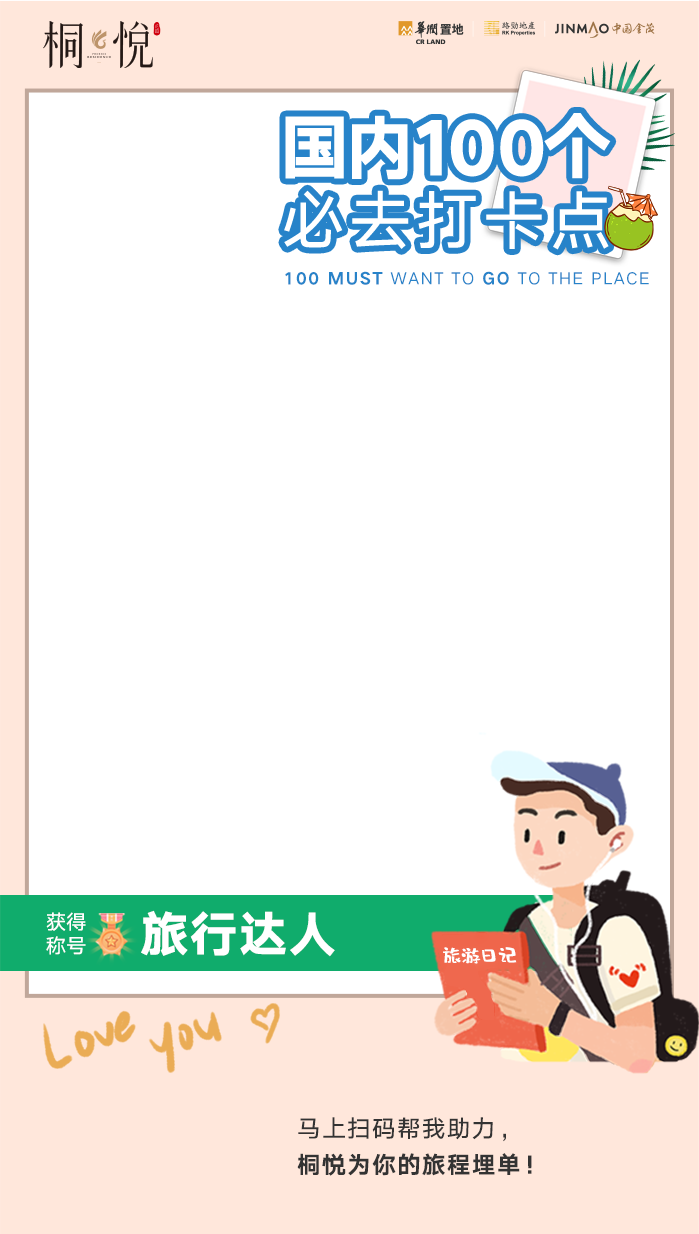 桐悦
華潤置地
CR LAND
路劲地產
RK Properties
JINMAO 中国金茂
国内100个
必去打卡点
100 MUST WANT TO GO TO THE PLACE
获得
称号
旅行达人
旅游日记
Love you
马上扫码帮我助力，
桐悦为你的旅程埋单！